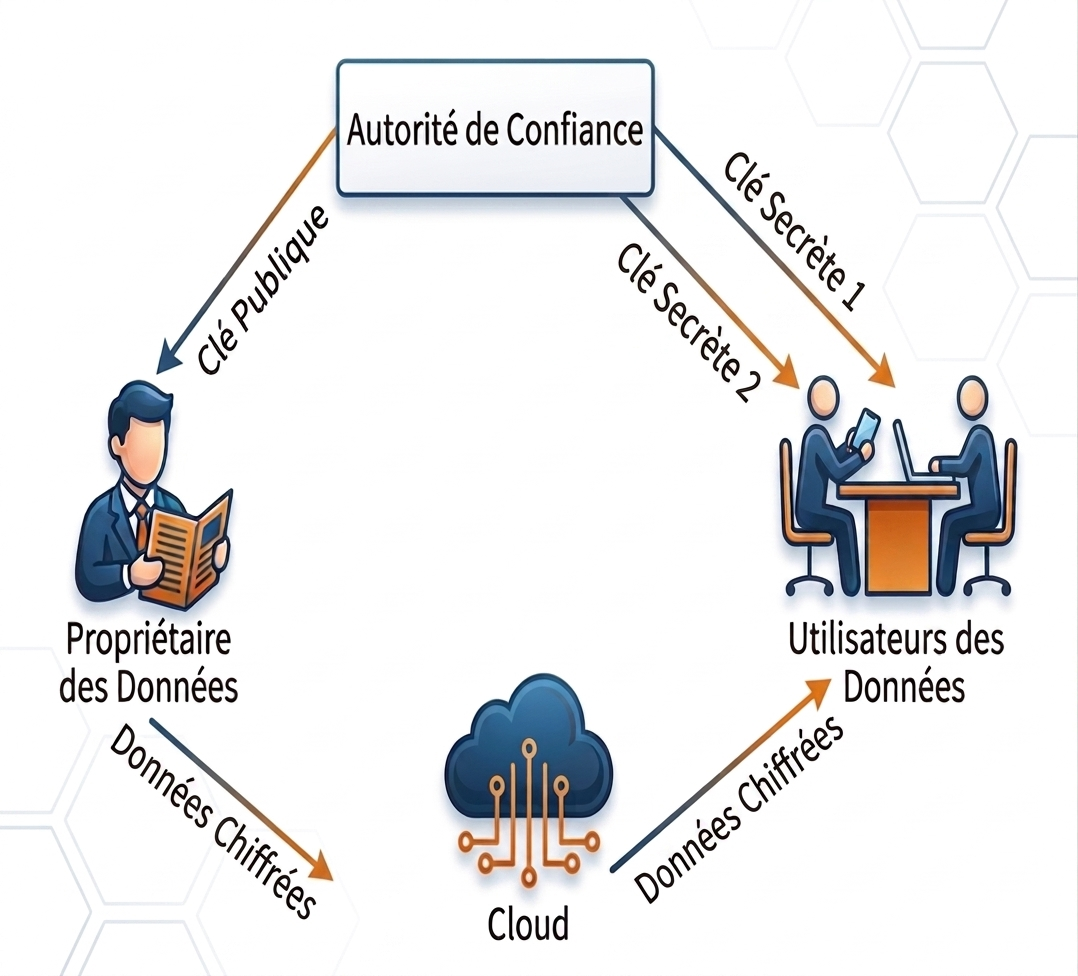 Autorité de Confiance
Clé Publique
Clé Secrète 1
Clé Secrète 2
Propriétaire
des Données
Utilisateurs des
Données
Données Chiffrées
Données Chiffrées
Cloud